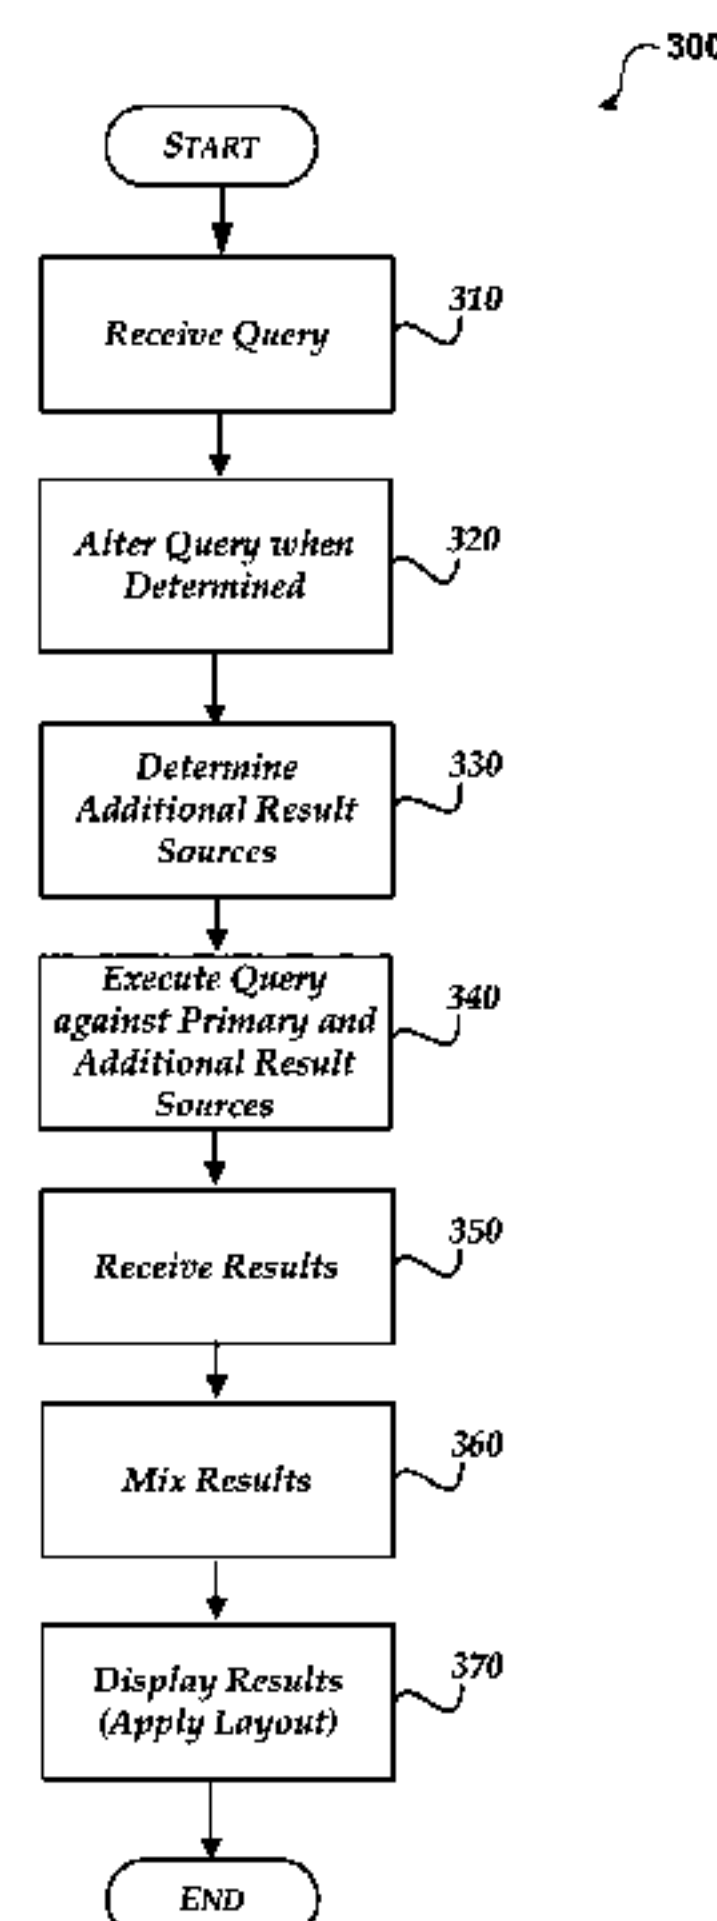 300
START
Receive Query
310
Alter Query when
Determined
320
Determine
Additional Result
Sources
330
Execute Query
against Primary and
Additional Result
Sources
340
Receive Results
350
Mix Results
360
Display Results
(Apply Layout)
370
END